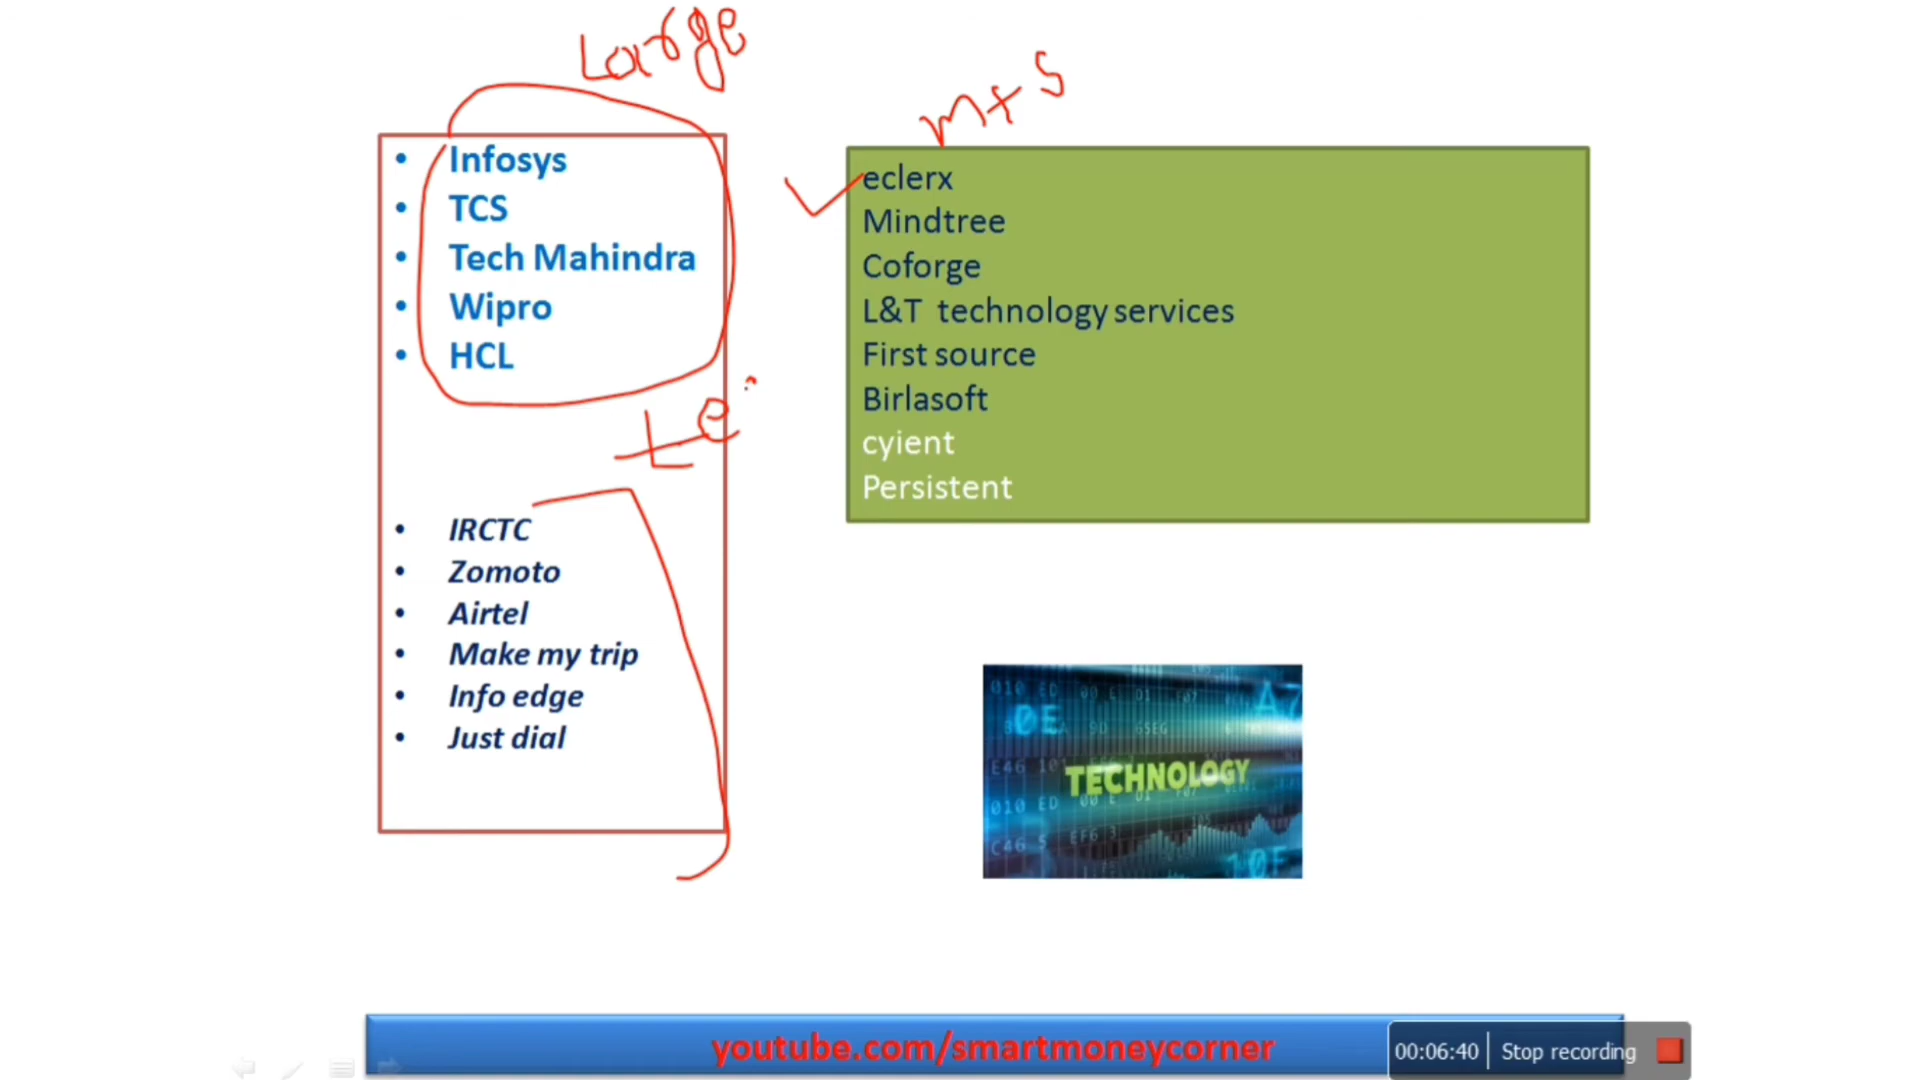 Large
m+s
• Infosys
• TCS
• Tech Mahindra
• Wipro
• HCL
• IRCTC
• Zomoto
• Airtel
• Make my trip
• Info edge
• Just dial
eclerx
Mindtree
Coforge
L&T technology services
First source
Birlasoft
cyient
Persistent
TECHNOLOGY
youtube.com/smartmoneycorner
00:06:40 Stop recording